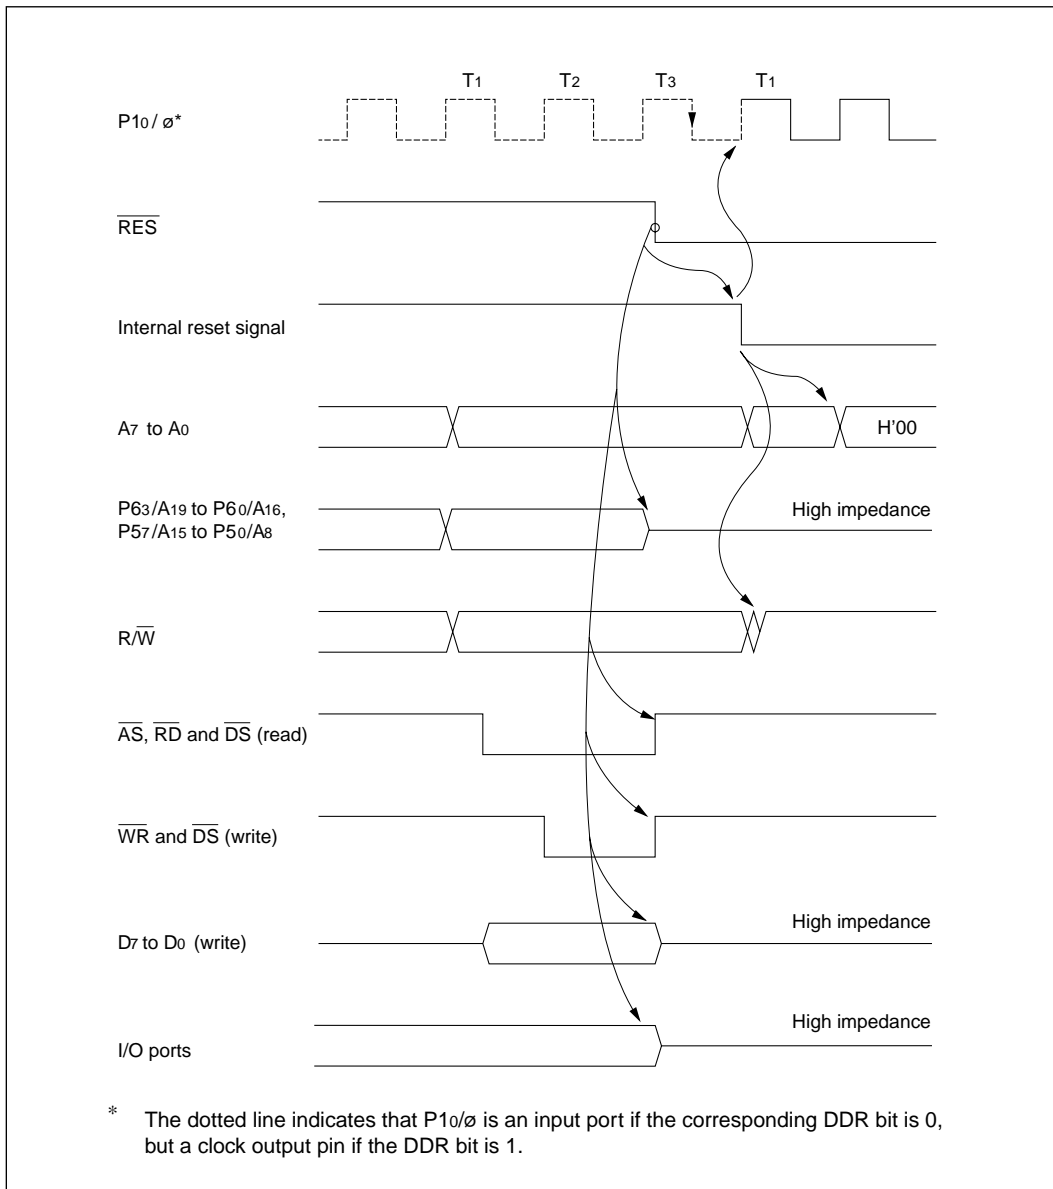 T1 T2 T3 T1
P10 / ø*
RES
Internal reset signal
A7 to A0
H'00
P63/A19 to P60/A16,
P57/A15 to P50/A8
High impedance
R/W
AS, RD and DS (read)
WR and DS (write)
D7 to D0 (write)
High impedance
I/O ports
High impedance
* The dotted line indicates that P10/ø is an input port if the corresponding DDR bit is 0,
but a clock output pin if the DDR bit is 1.